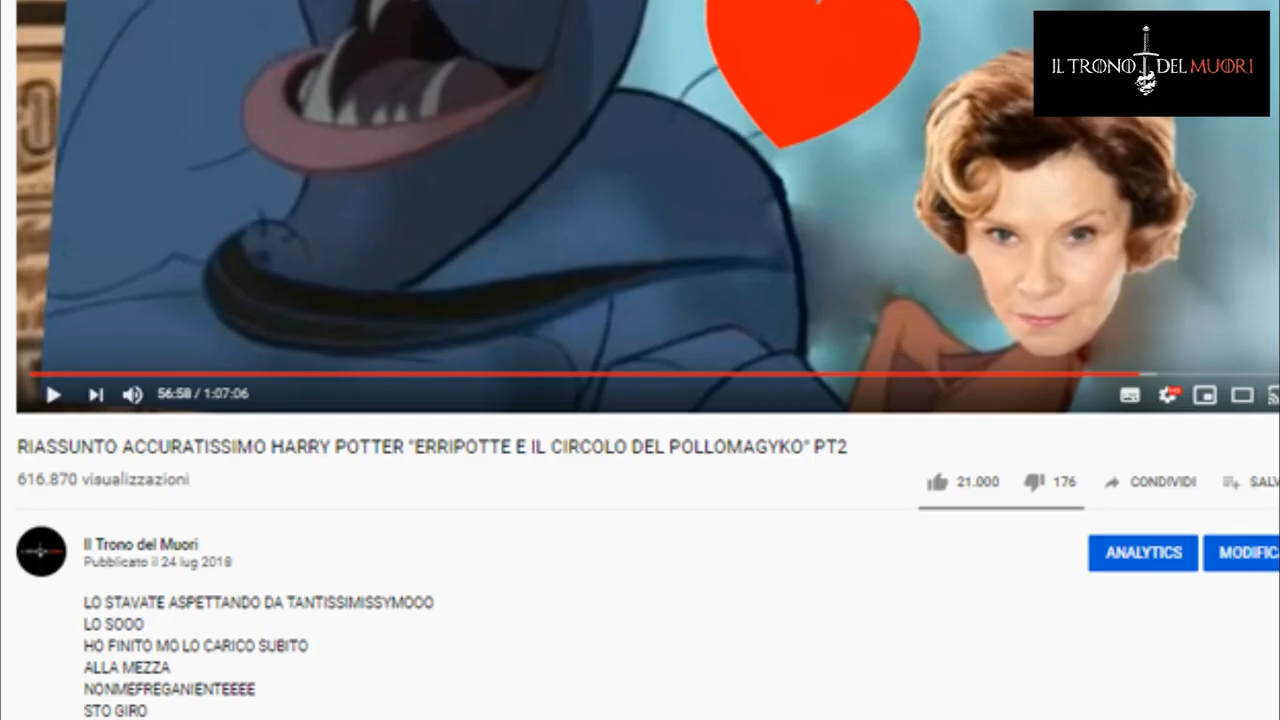 IL TRONO DEL MUORI
56:58 / 1:07:06
RIASSUNTO ACCURATISSIMO HARRY POTTER "ERRIPOTTE E IL CIRCOLO DEL POLLOMAGYKO" PT2
616.870 visualizzazioni
21.000 176 CONDIVIDI SALV
Il Trono del Muori
Pubblicato il 24 lug 2018
ANALYTICS MODIFICA
LO STAVATE ASPETTANDO DA TANTISSIMISSYMOOO
LO SOOO
HO FINITO MO LO CARICO SUBITO
ALLA MEZZA
NONMEFREGANIENTEEEE
STO GIRO